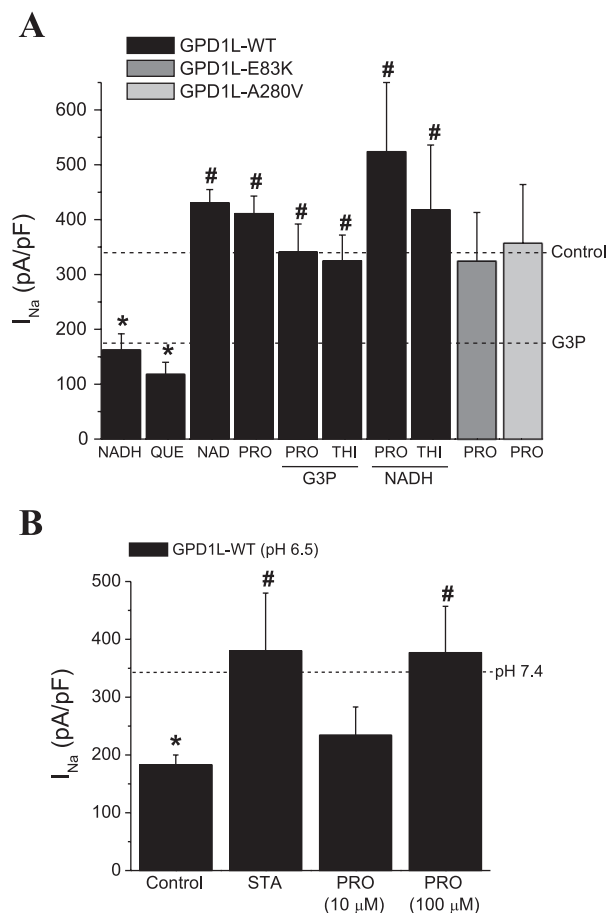 A
GPD1L-WT
GPD1L-E83K
GPD1L-A280V
I_Na (pA/pF)
600
500
400
300
200
100
0
* * # # # # # #
Control
G3P
NADH QUE NAD PRO PRO THI PRO THI PRO PRO
G3P NADH
B
GPD1L-WT (pH 6.5)
I_Na (pA/pF)
500
400
300
200
100
0
* # #
pH 7.4
Control STA PRO PRO
(10 μM) (100 μM)